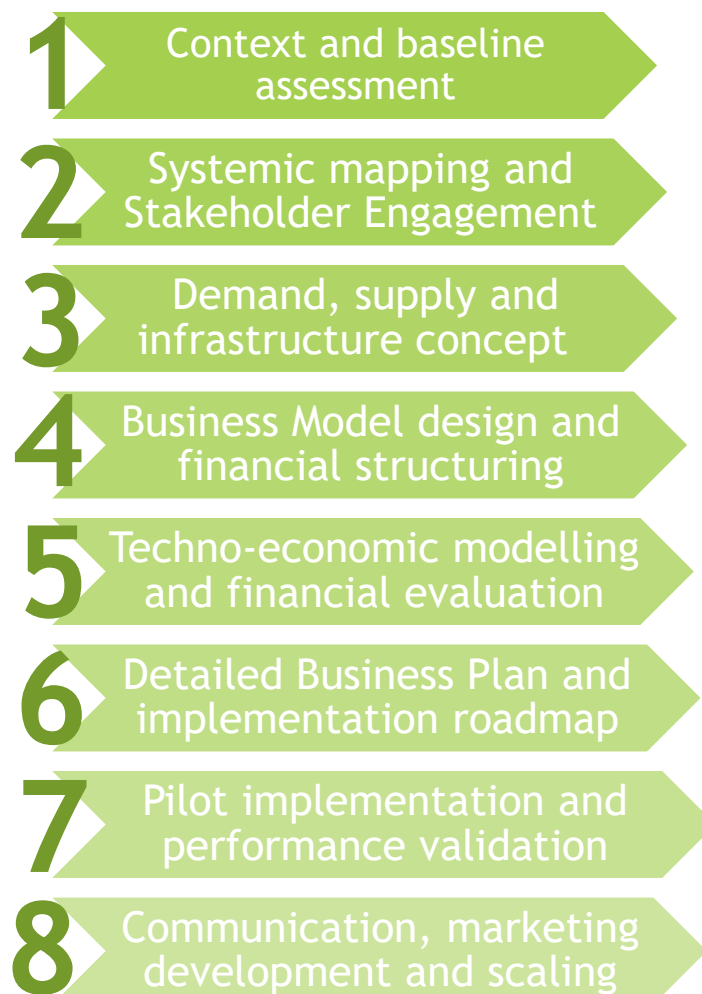 1
Context and baseline
assessment
2
Systemic mapping and
Stakeholder Engagement
3
Demand, supply and
infrastructure concept
4
Business Model design and
financial structuring
5
Techno-economic modelling
and financial evaluation
6
Detailed Business Plan and
implementation roadmap
7
Pilot implementation and
performance validation
8
Communication, marketing
development and scaling